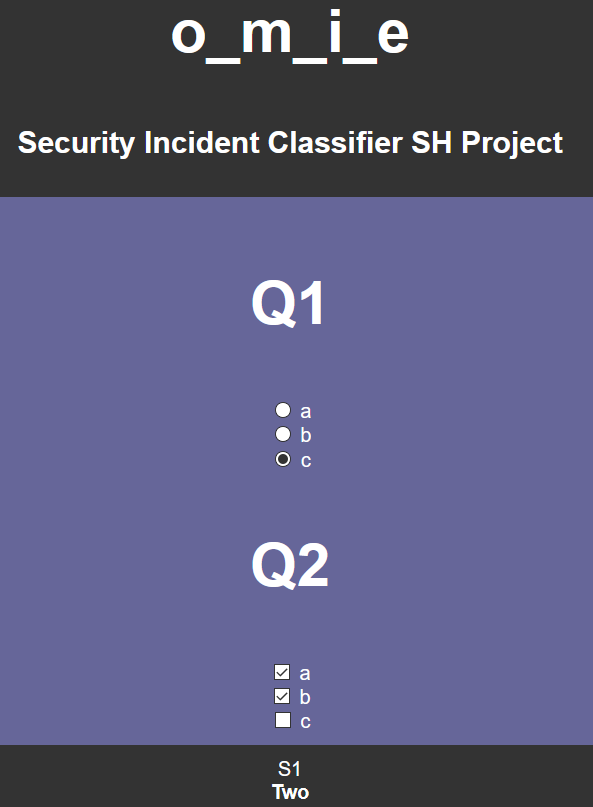 o_m_i_e
Security Incident Classifier SH Project
Q1
a
b
c
Q2
a
b
c
S1
Two